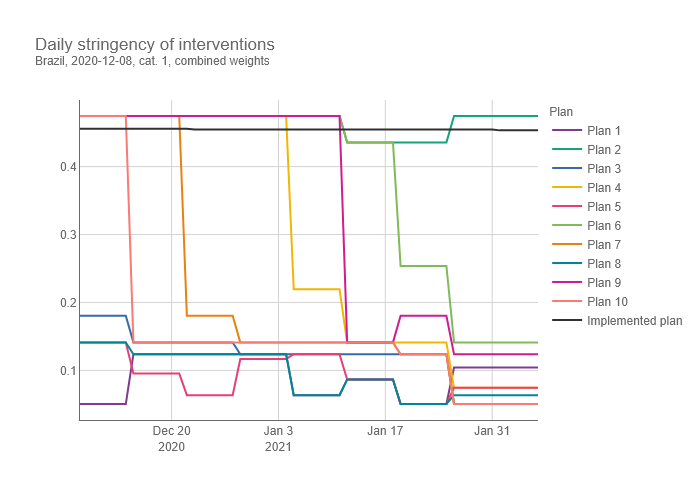 Daily stringency of interventions
Brazil, 2020-12-08, cat. 1, combined weights
Plan
Plan 1
Plan 2
Plan 3
Plan 4
Plan 5
Plan 6
Plan 7
Plan 8
Plan 9
Plan 10
Implemented plan
0.4
0.3
0.2
0.1
Dec 20
2020
Jan 3
2021
Jan 17
Jan 31